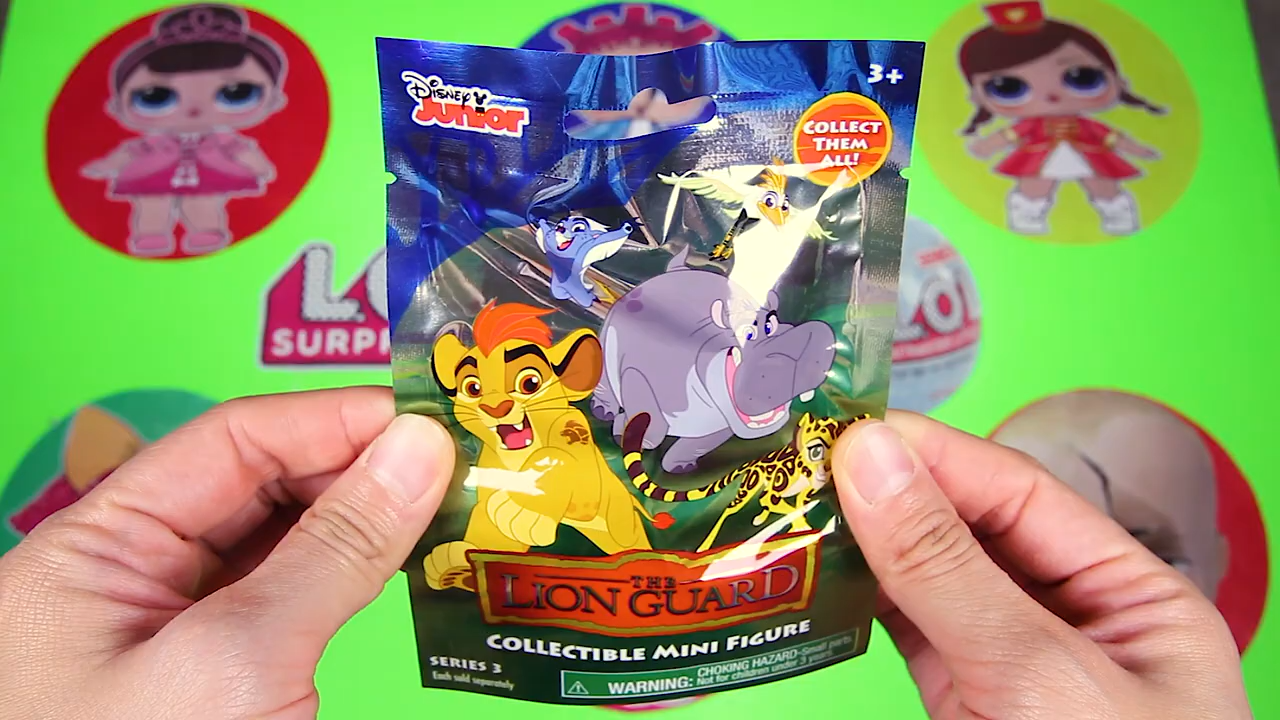 3+
Disney
Junior
COLLECT
THEM
ALL!
SURPR
THE
LION GUARD
COLLECTIBLE MINI FIGURE
SERIES 3
Each sold separately
WARNING:
CHOKING HAZARD-Small parts.
Not for children under 3 years.